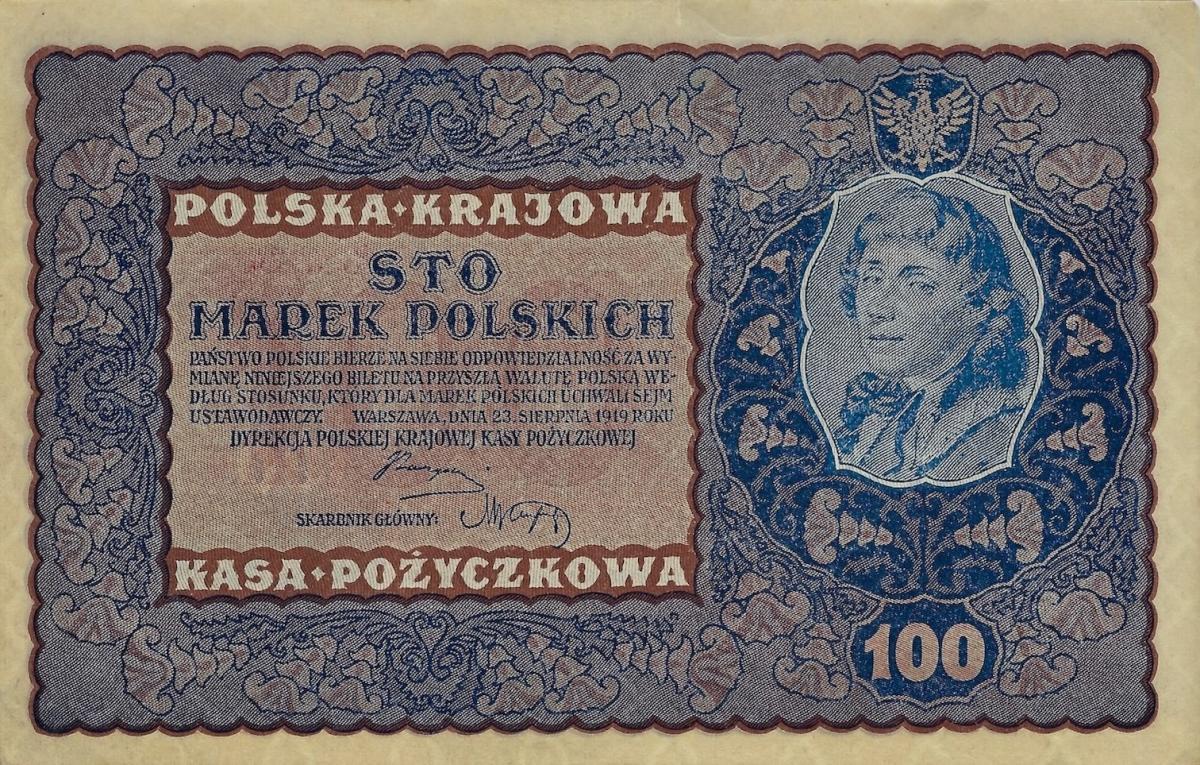 POLSKA·KRAJOWA
STO
MAREK POLSKICH
PAŃSTWO POLSKIE BIERZE NA SIEBIE ODPOWIEDZIALNOŚĆ ZA WY-
MIANĘ NINIEJSZEGO BILETU NA PRZYSZŁĄ WALUTĘ POLSKĄ WE-
DŁUG STOSUNKU, KTÓRY DLA MAREK POLSKICH UCHWALI SEJM
USTAWODAWCZY. WARSZAWA, DNIA 23. SIERPNIA 1919 ROKU
DYREKCJA POLSKIEJ KRAJOWEJ KASY POŻYCZKOWEJ
SKARBNIK GŁÓWNY:
KASA·POŻYCZKOWA
100